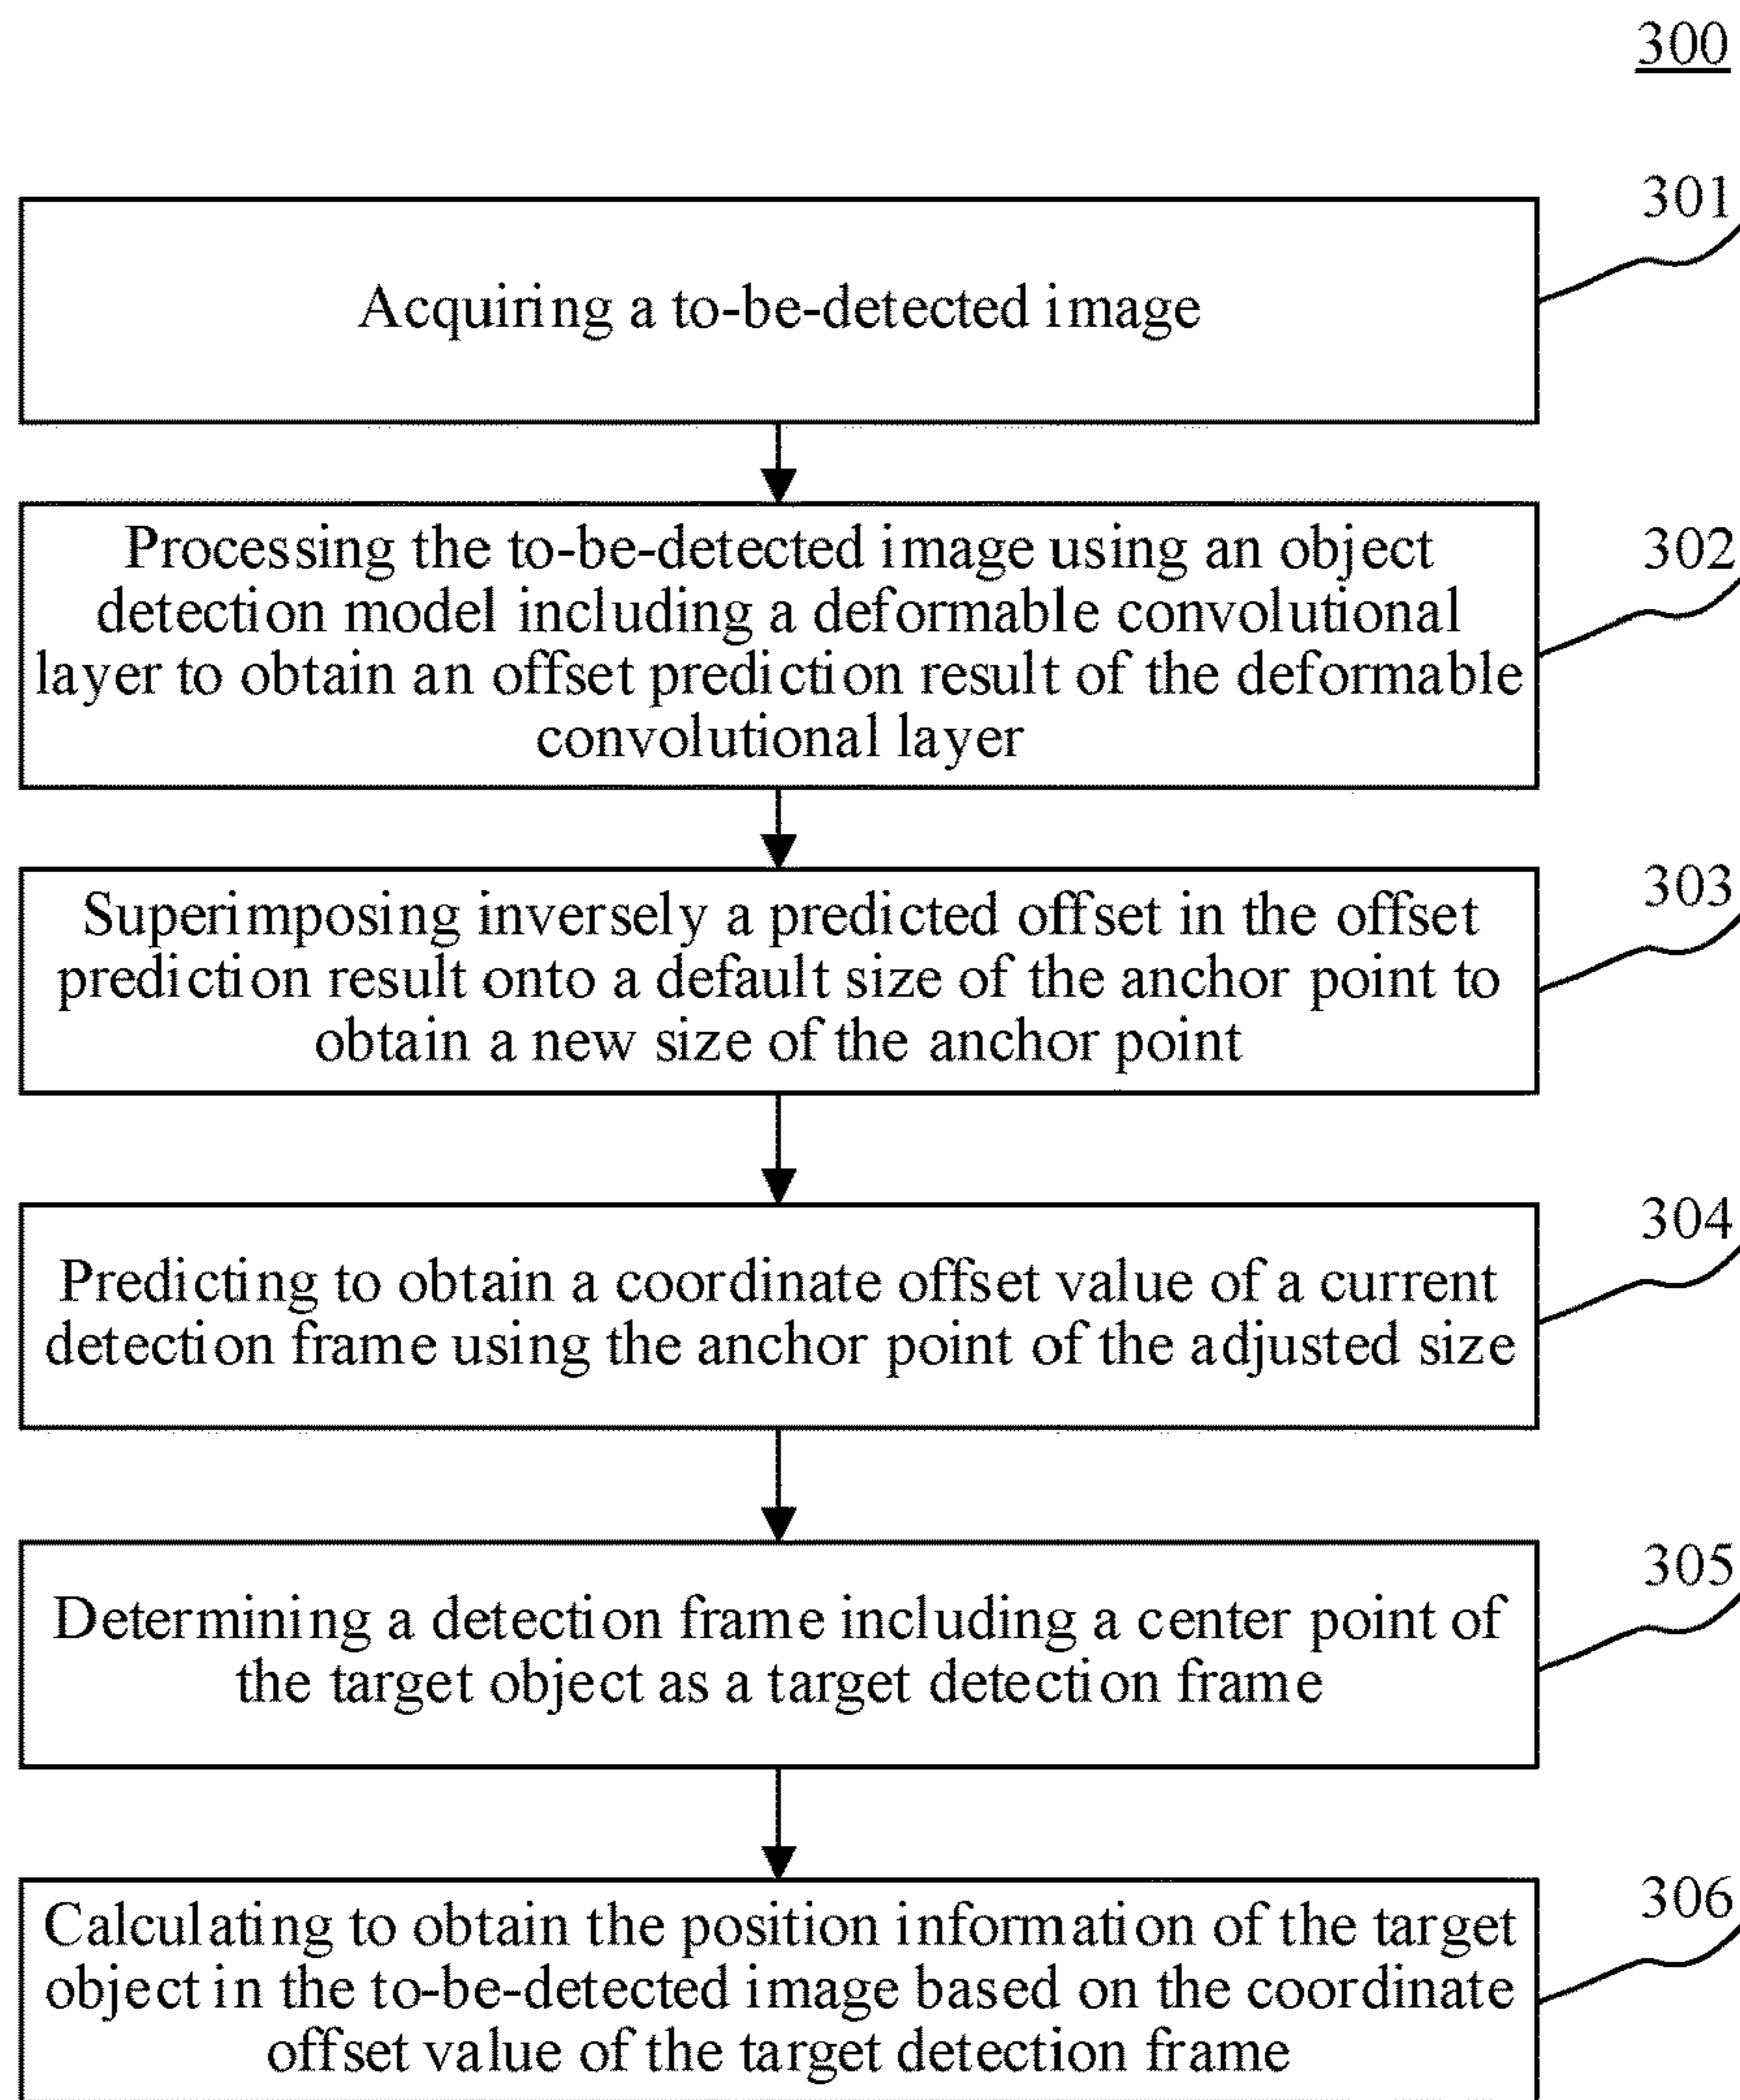 300
301
Acquiring a to-be-detected image
302
Processing the to-be-detected image using an object
detection model including a deformable convolutional
layer to obtain an offset prediction result of the deformable
convolutional layer
303
Superimposing inversely a predicted offset in the offset
prediction result onto a default size of the anchor point to
obtain a new size of the anchor point
304
Predicting to obtain a coordinate offset value of a current
detection frame using the anchor point of the adjusted size
305
Determining a detection frame including a center point of
the target object as a target detection frame
306
Calculating to obtain the position information of the target
object in the to-be-detected image based on the coordinate
offset value of the target detection frame